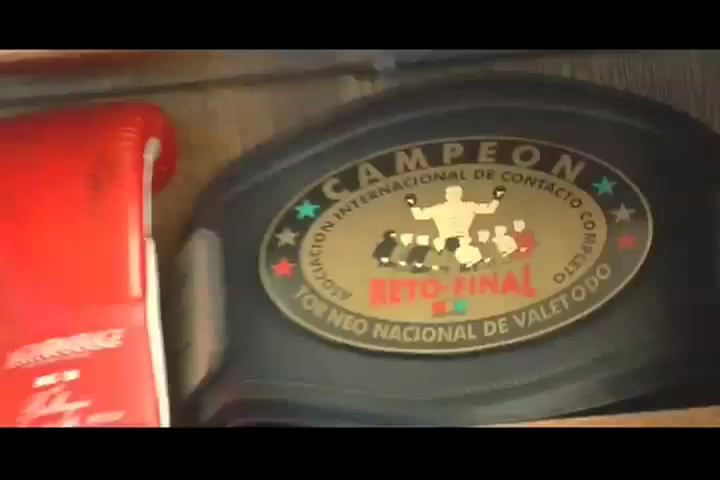 CAMPEON
ASOCIACION INTERNACIONAL DE CONTACTO COMPLETO
RETO-FINAL
TORNEO NACIONAL DE VALETODO